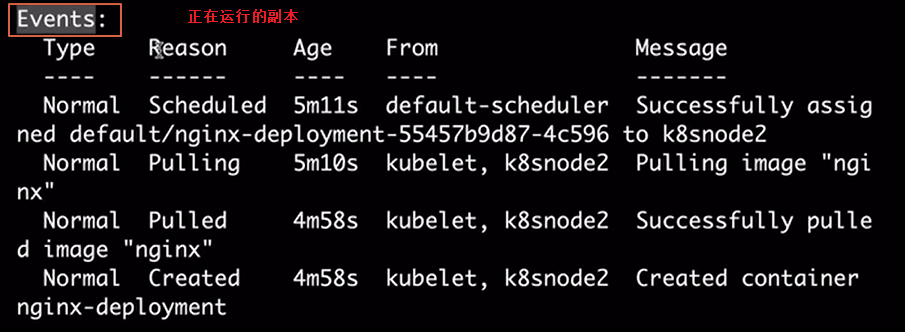 Events: 正在运行的副本
Type Reason Age From Message
---- ------ ---- ---- -------
Normal Scheduled 5m11s default-scheduler Successfully assig
ned default/nginx-deployment-55457b9d87-4c596 to k8snode2
Normal Pulling 5m10s kubelet, k8snode2 Pulling image "ngi
nx"
Normal Pulled 4m58s kubelet, k8snode2 Successfully pulle
d image "nginx"
Normal Created 4m58s kubelet, k8snode2 Created container
nginx-deployment